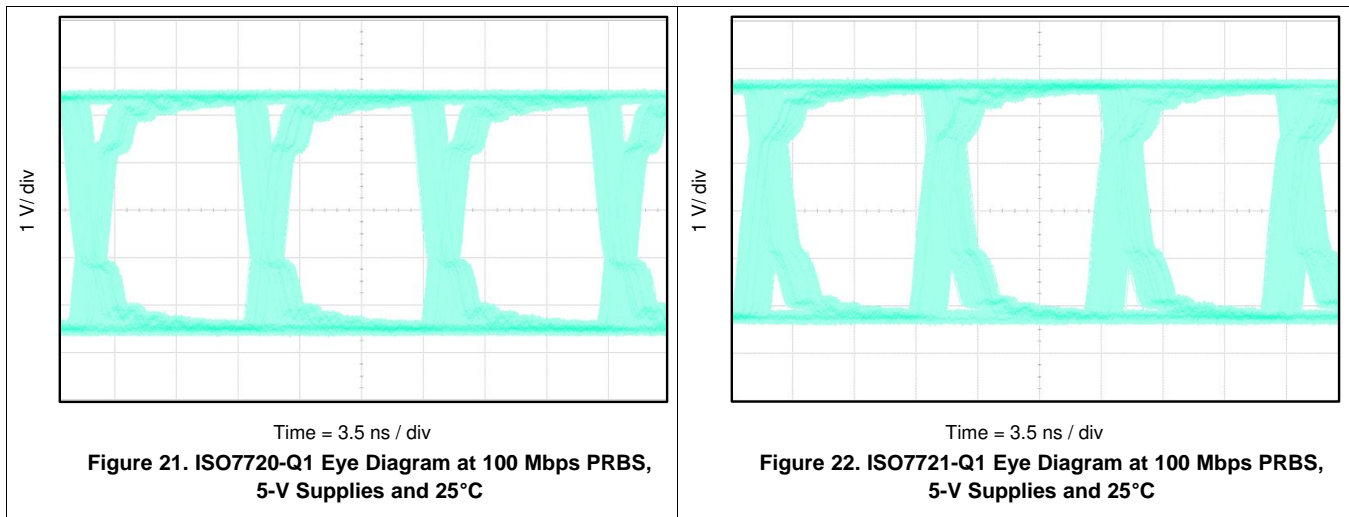 1 V/ div
Time = 3.5 ns / div
Figure 21. ISO7720-Q1 Eye Diagram at 100 Mbps PRBS,
5-V Supplies and 25°C
1 V/ div
Time = 3.5 ns / div
Figure 22. ISO7721-Q1 Eye Diagram at 100 Mbps PRBS,
5-V Supplies and 25°C